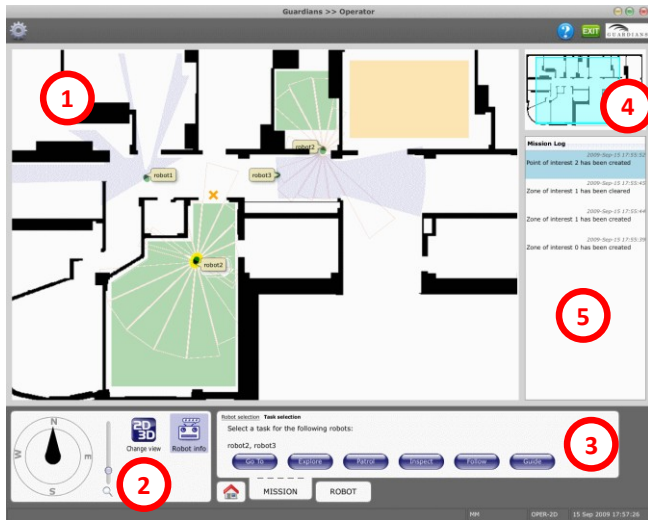 Guardians >> Operator
?
EXIT
GUARDIANS
1
robot1
robot3
robot2
robot2
4
Mission Log
2009-Sep-15 17:55:52
Point of interest 2 has been created
2009-Sep-15 17:55:45
Zone of interest 1 has been cleared
2009-Sep-15 17:55:44
Zone of interest 1 has been created
2009-Sep-15 17:55:39
Zone of interest 0 has been created
5
N
W
S
2D
3D
Change view
Robot info
2
Robot selection Task selection
Select a task for the following robots:
robot2, robot3
Go To
Explore
Patrol
Inspect
Follow
Guide
3
MISSION
ROBOT
MM
OPER-2D
15 Sep 2009 17:57:26